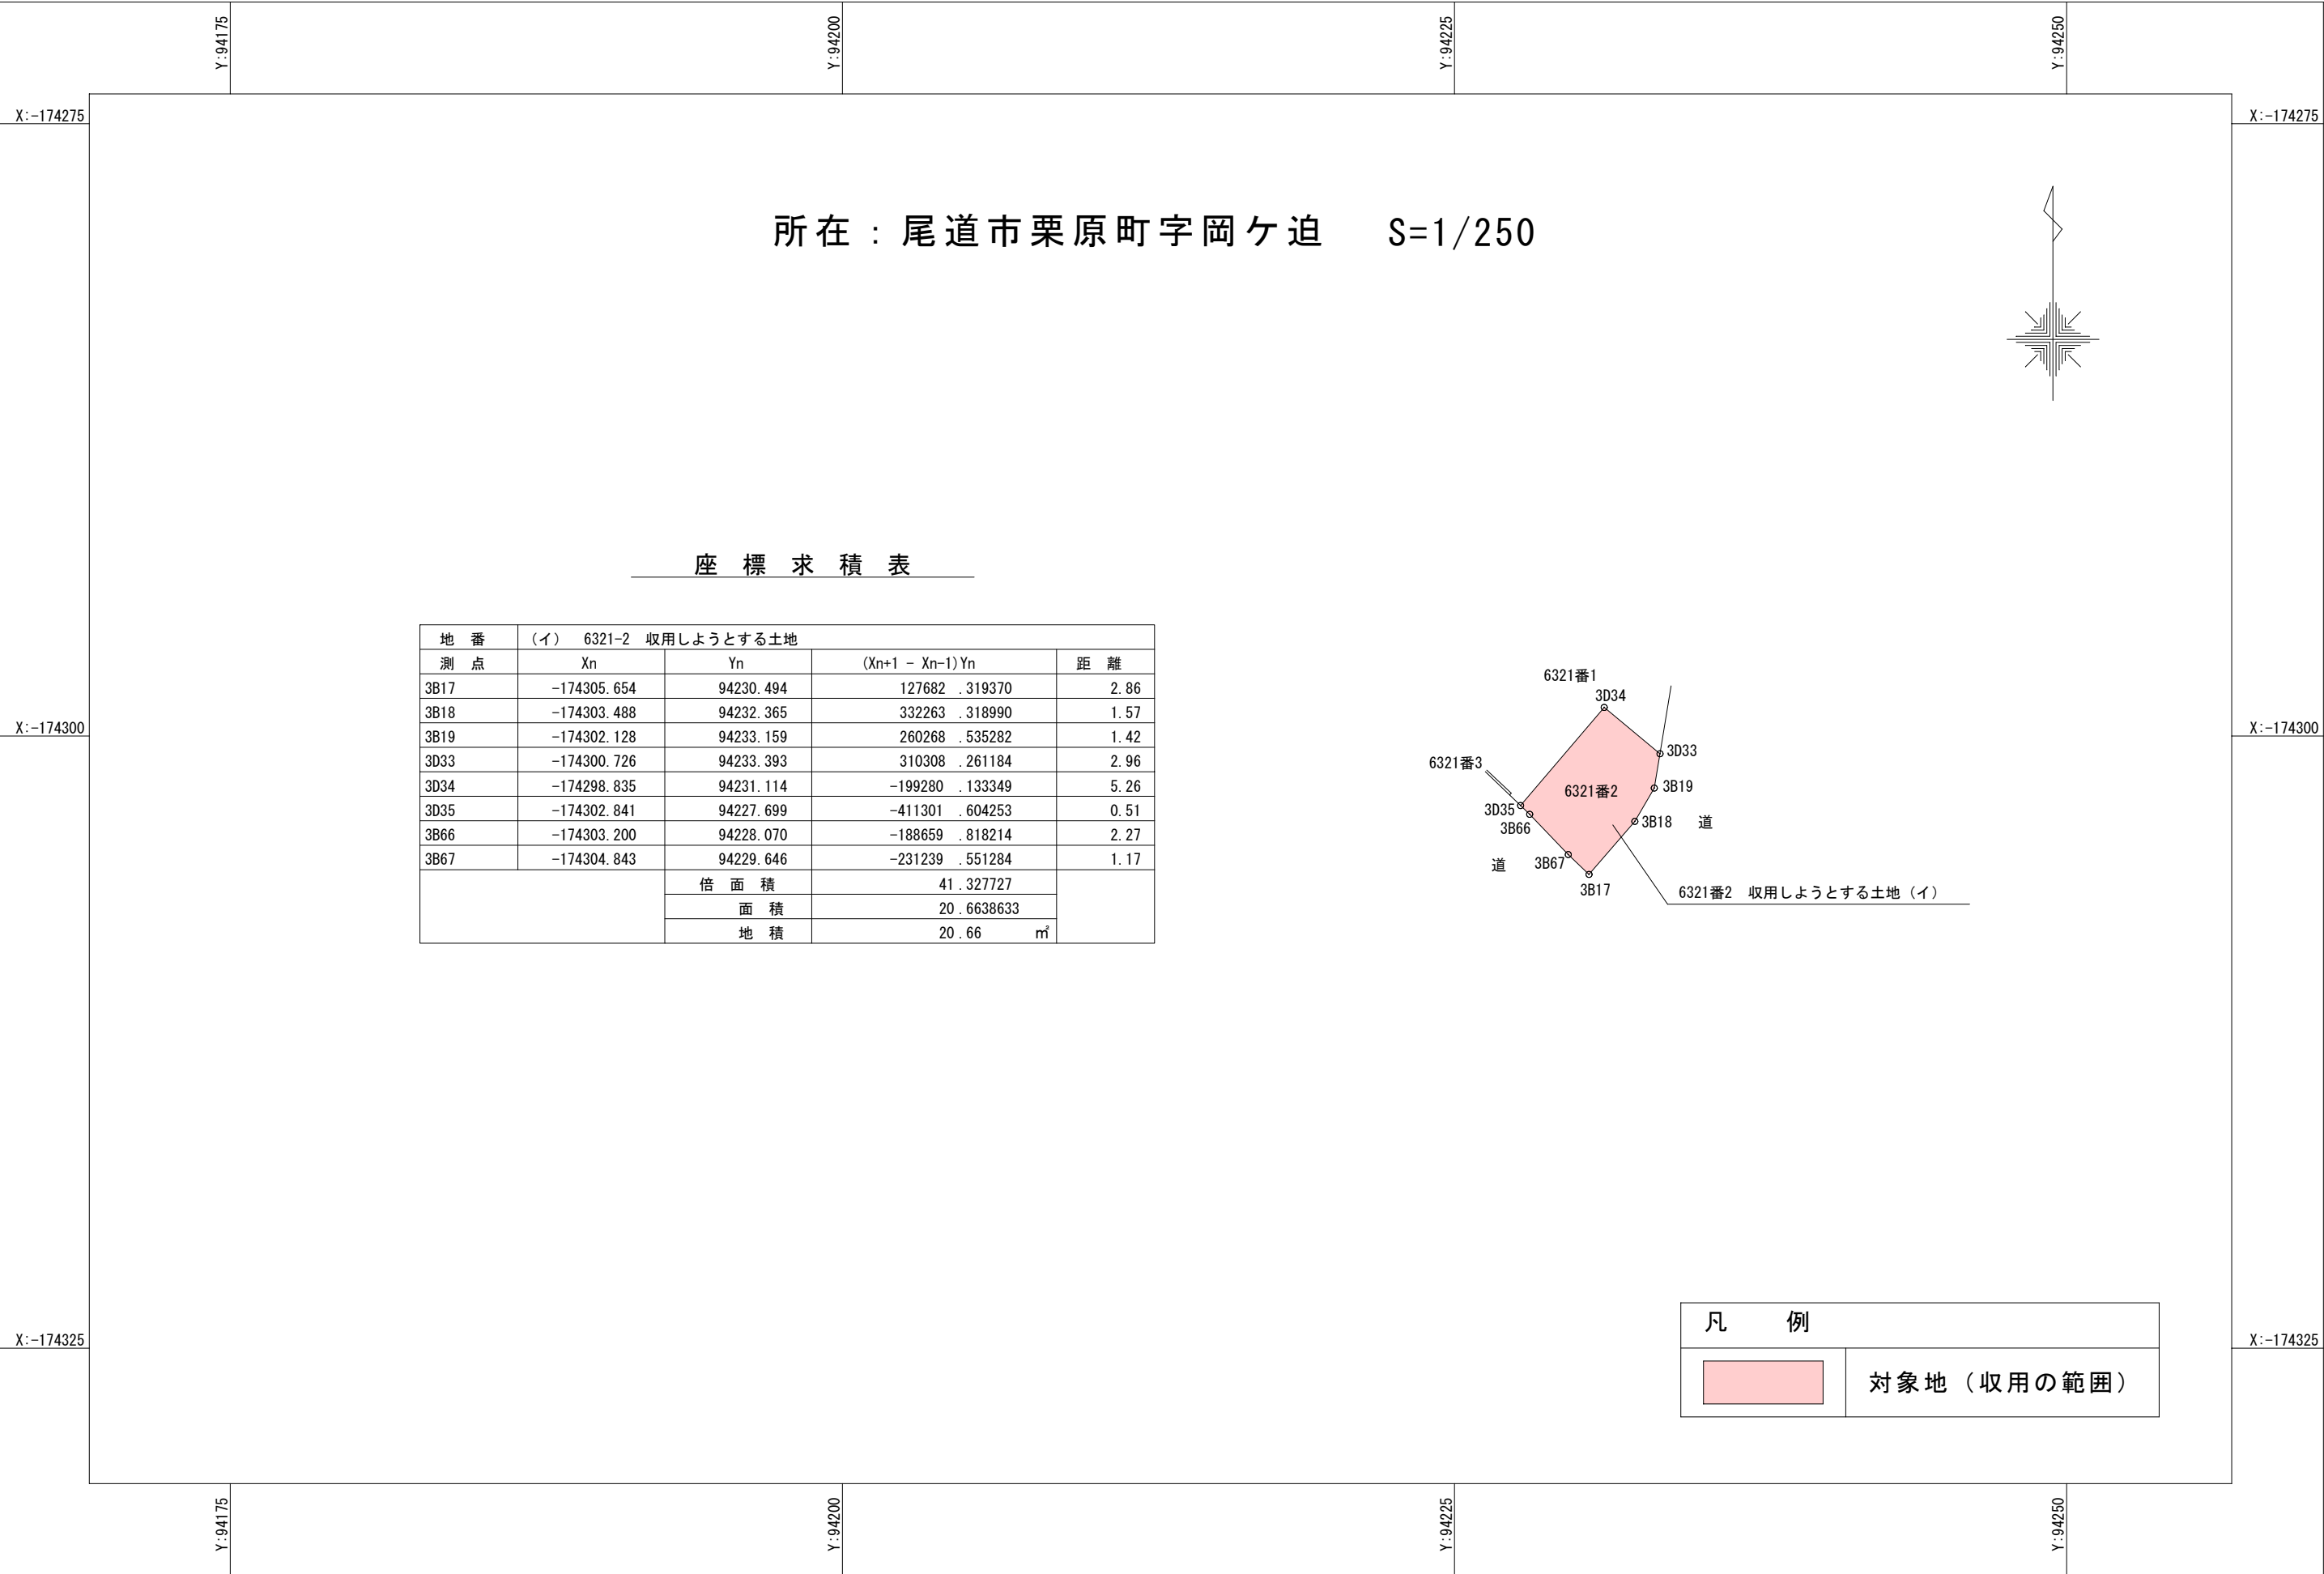 Y:94175 Y:94200 Y:94225 Y:94250
X:-174275 X:-174275
所在：尾道市栗原町字岡ケ迫 S=1/250
座標求積表
地番 （イ） 6321-2 収用しようとする土地
測点 Xn Yn (Xn+1 - Xn-1)Yn 距離
3B17 -174305.654 94230.494 127682 .319370 2.86
3B18 -174303.488 94232.365 332263 .318990 1.57
3B19 -174302.128 94233.159 260268 .535282 1.42
3D33 -174300.726 94233.393 310308 .261184 2.96
3D34 -174298.835 94231.114 -199280 .133349 5.26
3D35 -174302.841 94227.699 -411301 .604253 0.51
3B66 -174303.200 94228.070 -188659 .818214 2.27
3B67 -174304.843 94229.646 -231239 .551284 1.17
倍面積 41 .327727
面積 20 .6638633
地積 20 .66 ㎡
6321番1
3D34
X:-174300 X:-174300
3D33
6321番3
3B19
6321番2
3D35
3B66
3B18 道
道 3B67
3B17
6321番2 収用しようとする土地（イ）
凡例
X:-174325 X:-174325
対象地（収用の範囲）
Y:94175 Y:94200 Y:94225 Y:94250